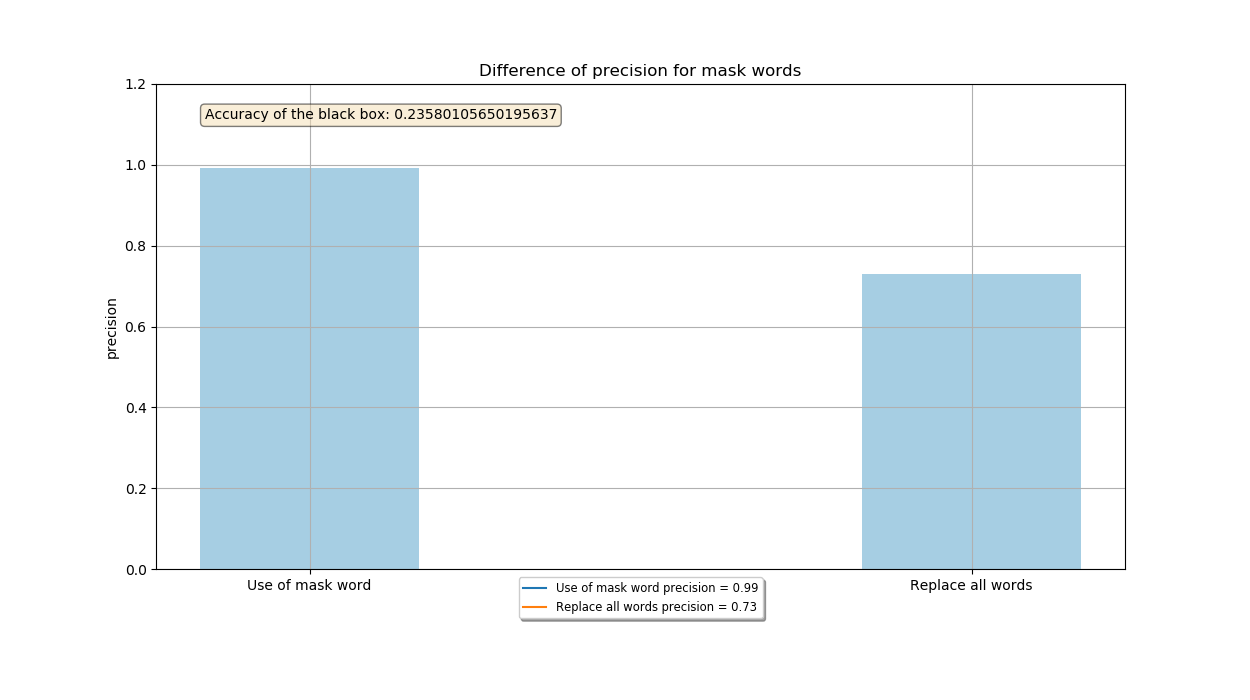 Difference of precision for mask words
1.2
Accuracy of the black box: 0.23580105650195637
1.0
0.8
0.6
0.4
0.2
0.0
precision
Use of mask word
Replace all words
Use of mask word precision = 0.99
Replace all words precision = 0.73